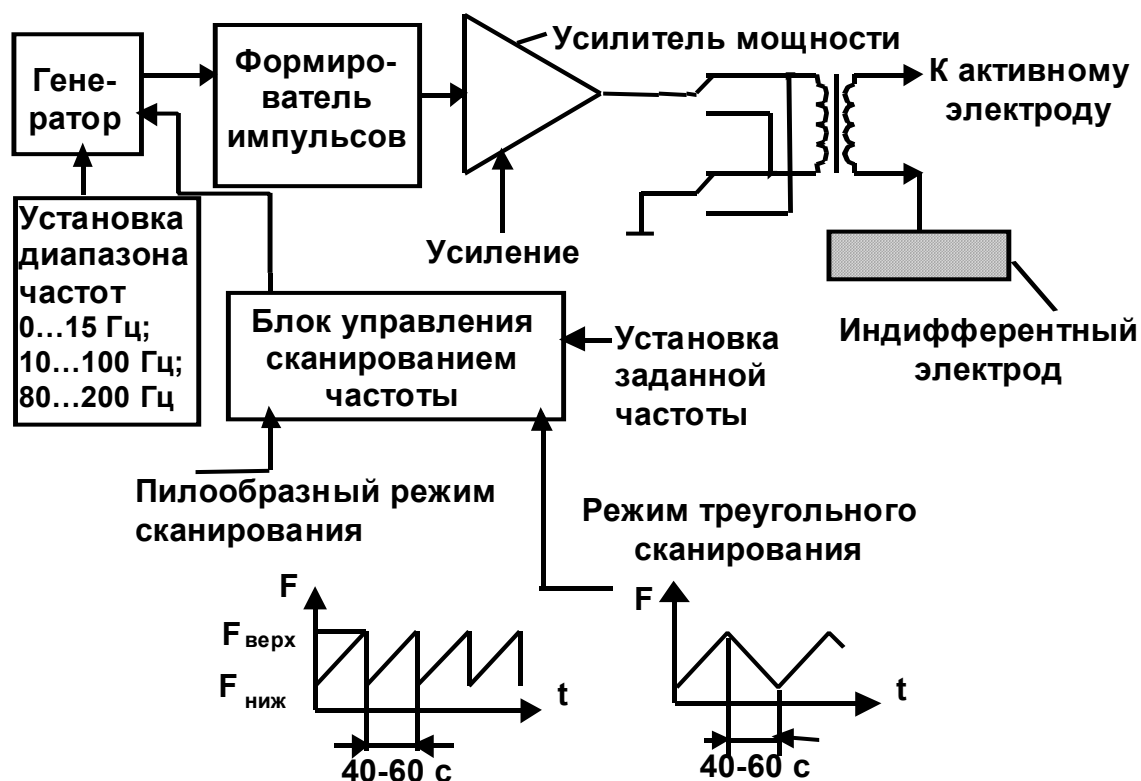 Усилитель мощности
Гене-
ратор
Формиро-
ватель
импульсов
К активному
электроду
Установка
диапазона
частот
0…15 Гц;
10…100 Гц;
80…200 Гц
Усиление
Блок управления
сканированием
частоты
Установка
заданной
частоты
Индифферентный
электрод
Пилообразный режим
сканирования
Режим треугольного
сканирования
F
F верх
F ниж
t
40-60 с
F
t
40-60 с